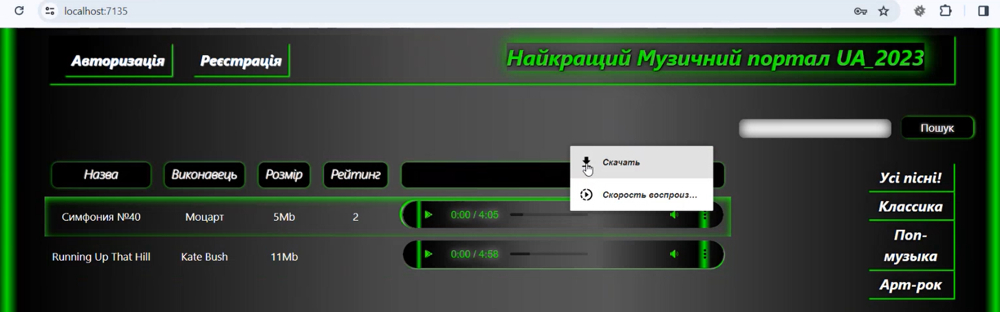 localhost:7135
Авторизація Реєстрація Найкращий Музичний портал UA_2023
Пошук
Назва Виконавець Розмір Рейтинг
Скачать
Скорость воспроиз...
Симфония №40 Моцарт 5Mb 2 0:00 / 4:05
Running Up That Hill Kate Bush 11Mb 0:00 / 4:58
Усі пісні!
Классика
Поп-
музыка
Арт-рок